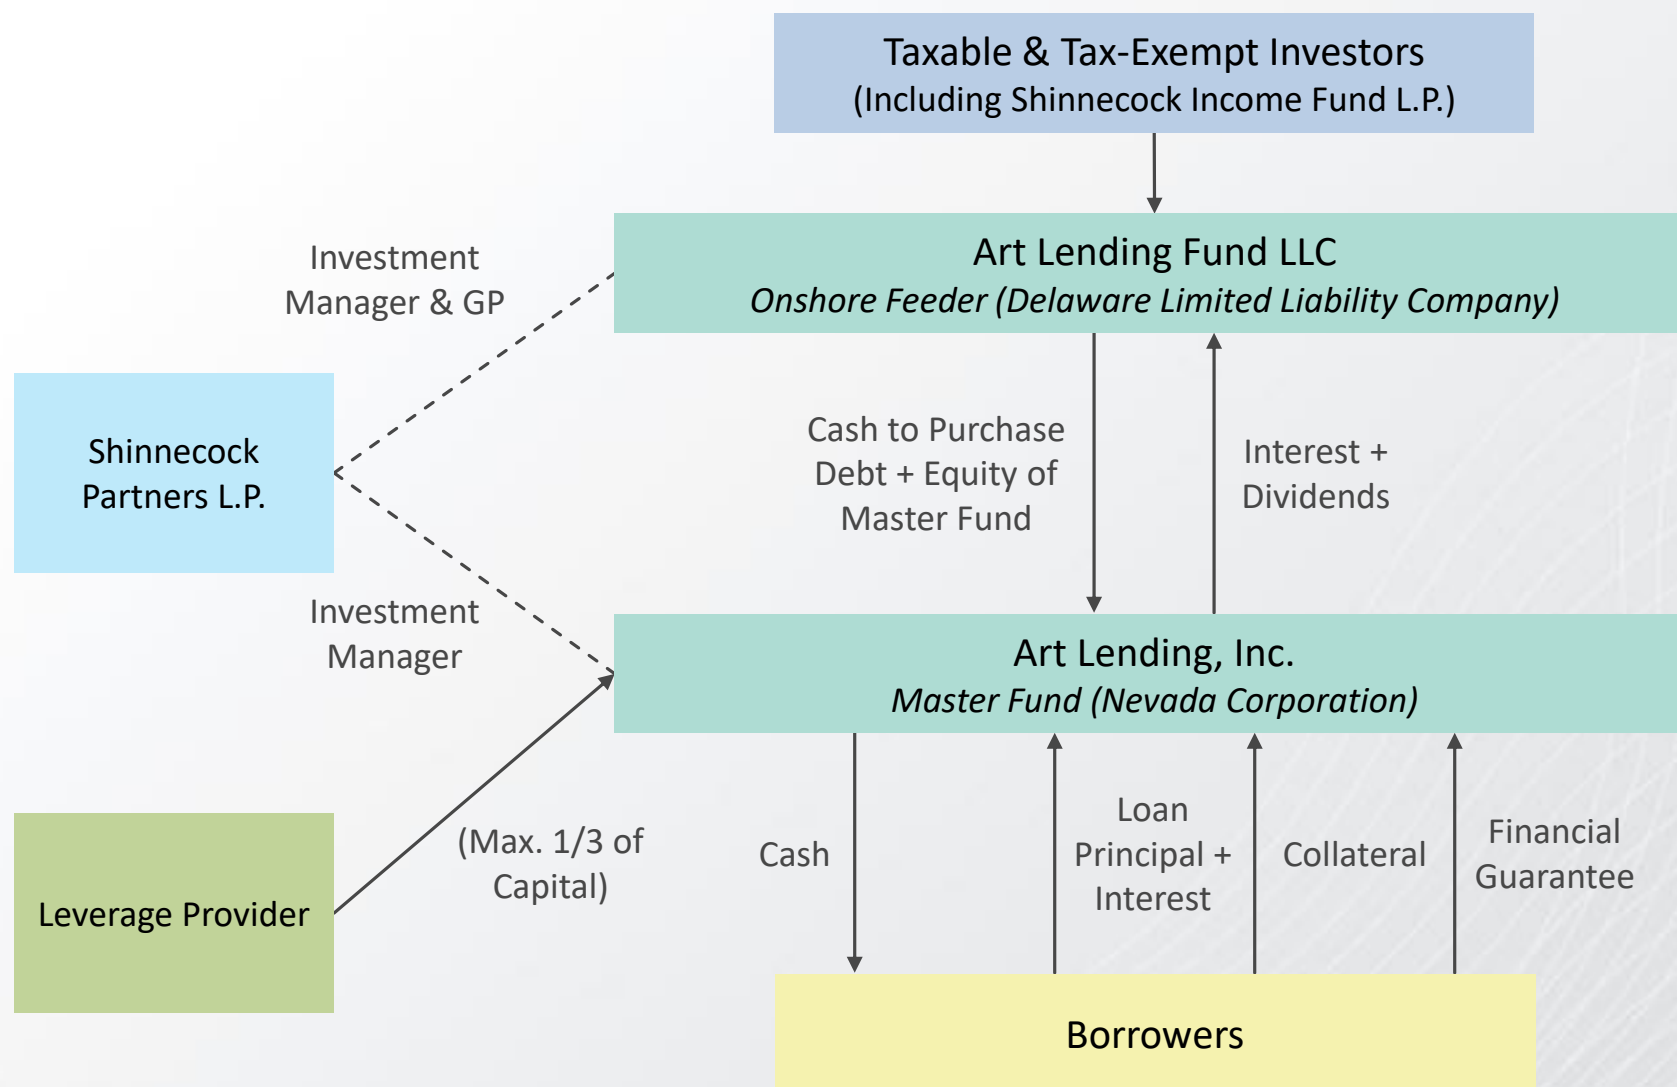 Taxable & Tax-Exempt Investors
(Including Shinnecock Income Fund L.P.)
Investment
Manager & GP
Art Lending Fund LLC
Onshore Feeder (Delaware Limited Liability Company)
Shinnecock
Partners L.P.
Cash to Purchase
Debt + Equity of
Master Fund
Interest +
Dividends
Investment
Manager
Art Lending, Inc.
Master Fund (Nevada Corporation)
Leverage Provider
(Max. 1/3 of
Capital)
Cash
Loan
Principal +
Interest
Collateral
Financial
Guarantee
Borrowers